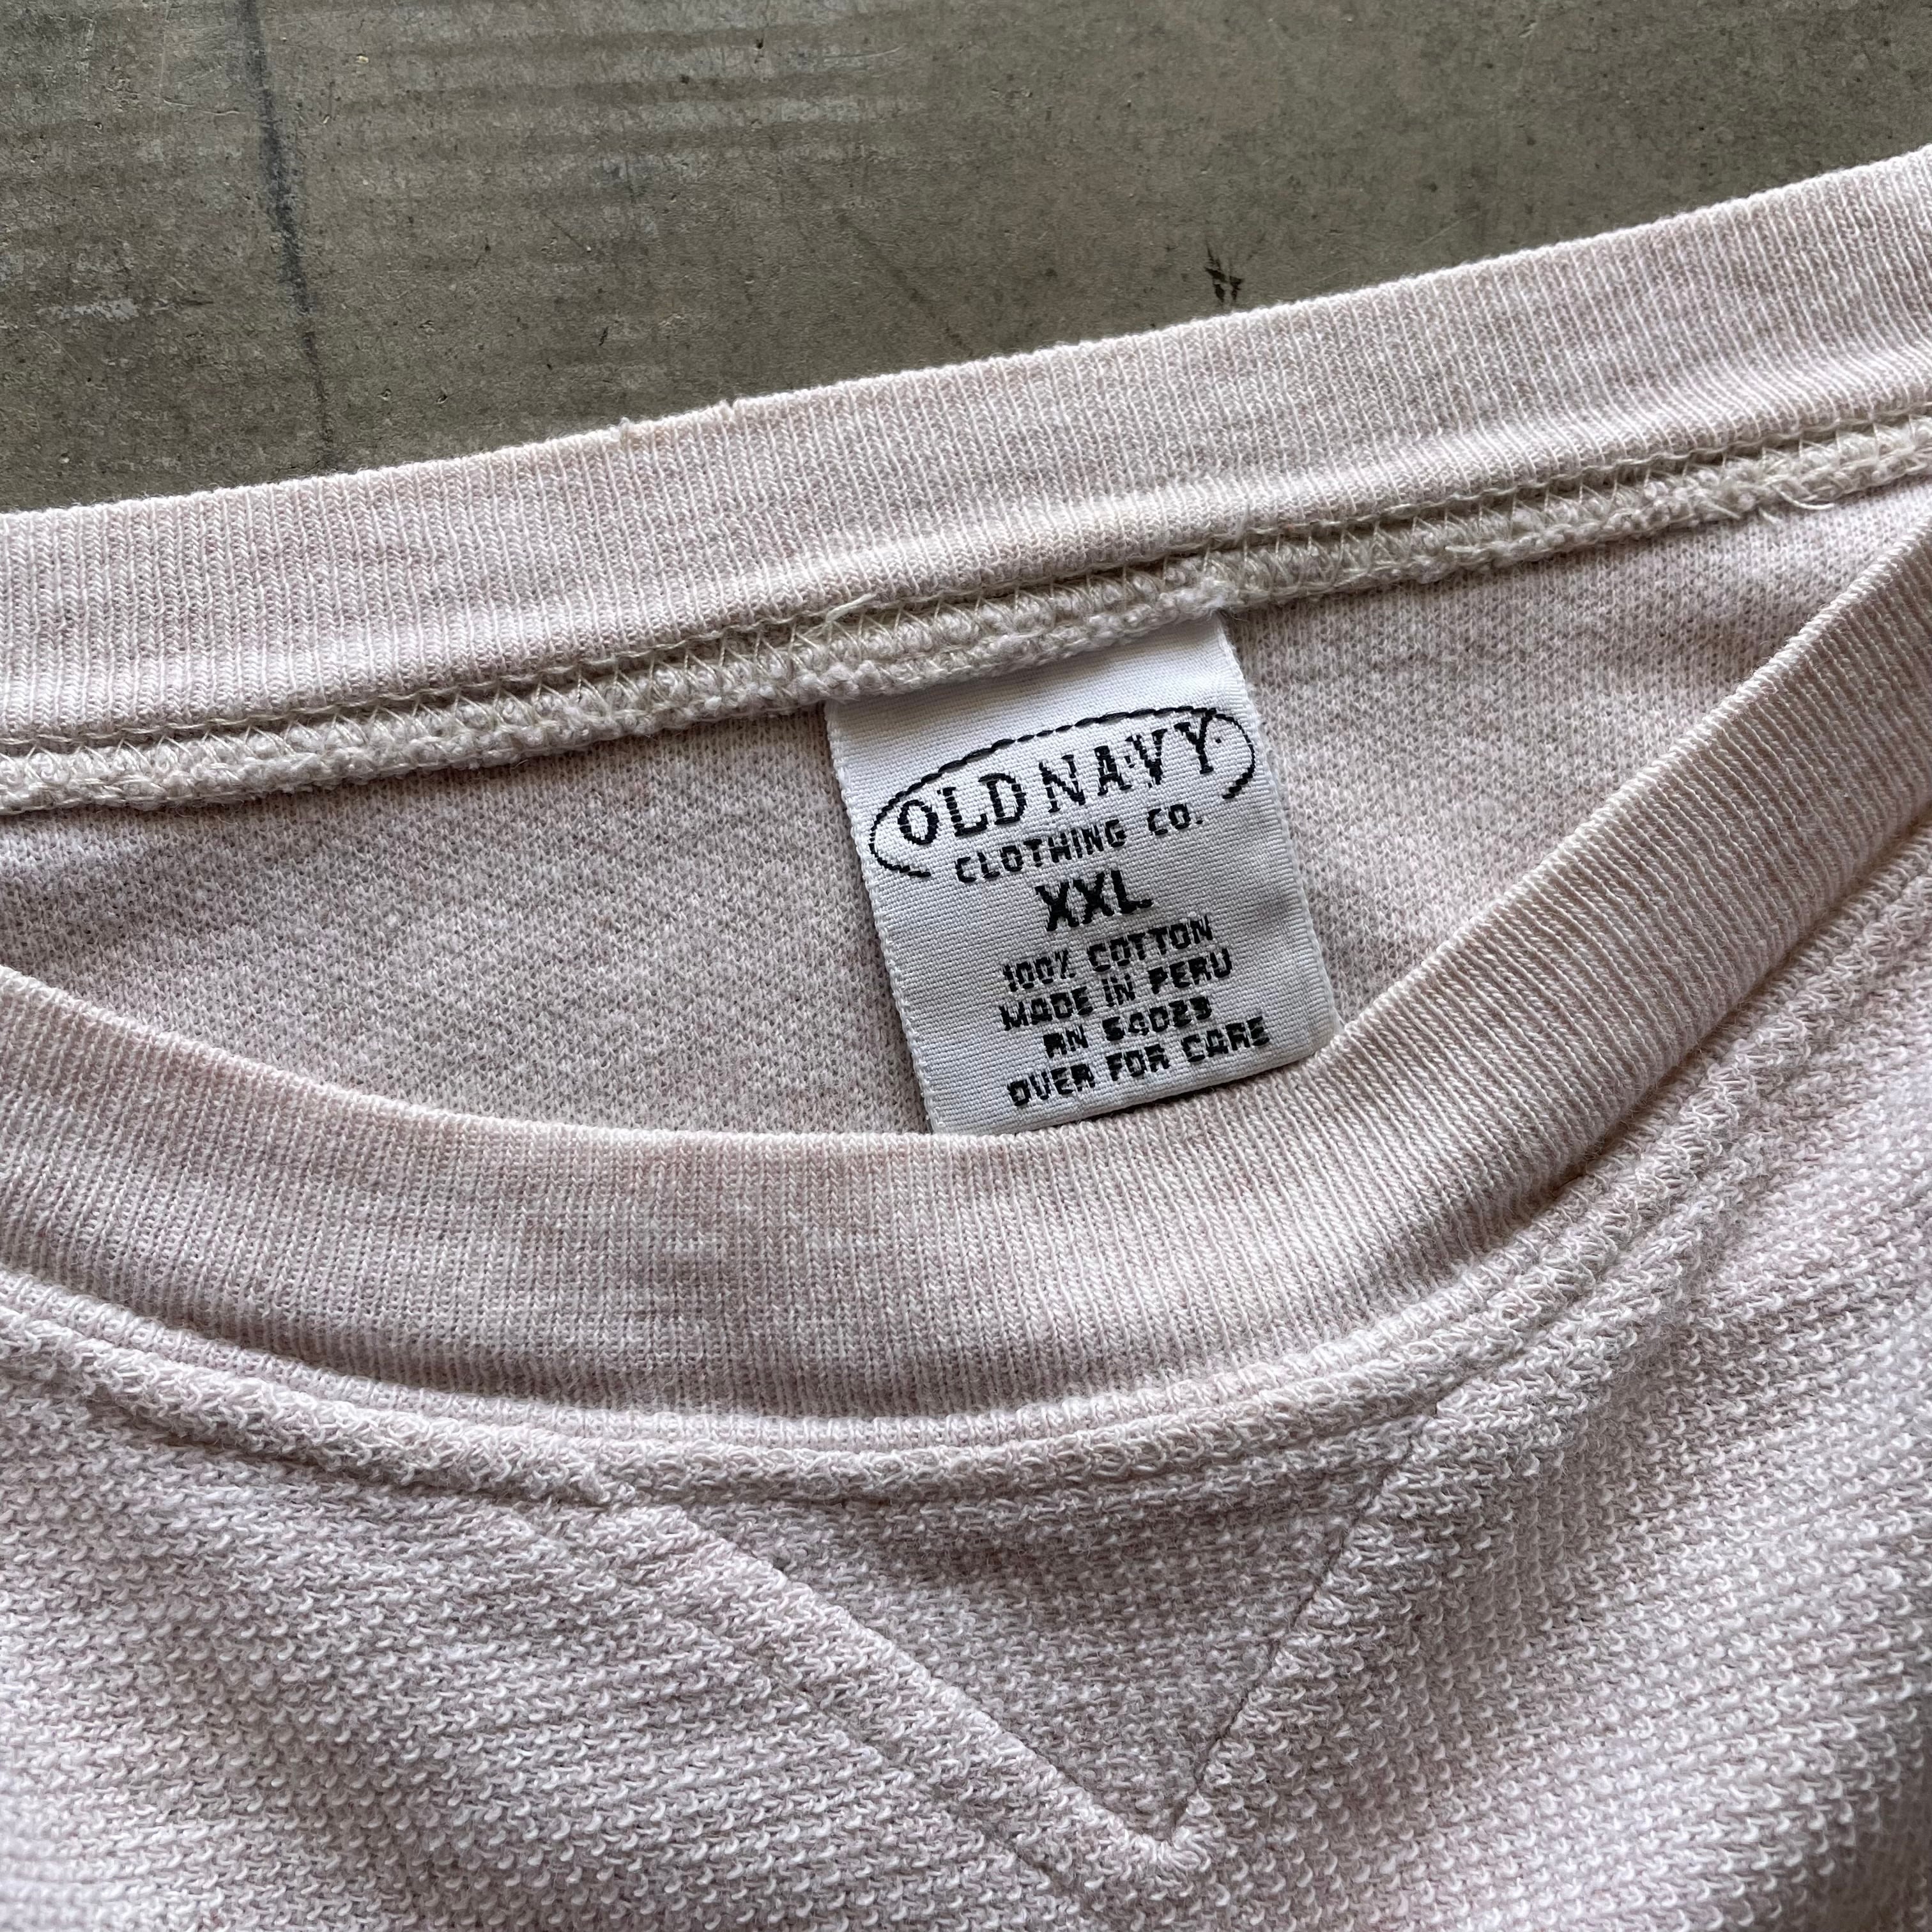 OLD NAVY
CLOTHING CO.
XXL
100% COTTON
MADE IN PERU
RN 54023
OVER FOR CARE